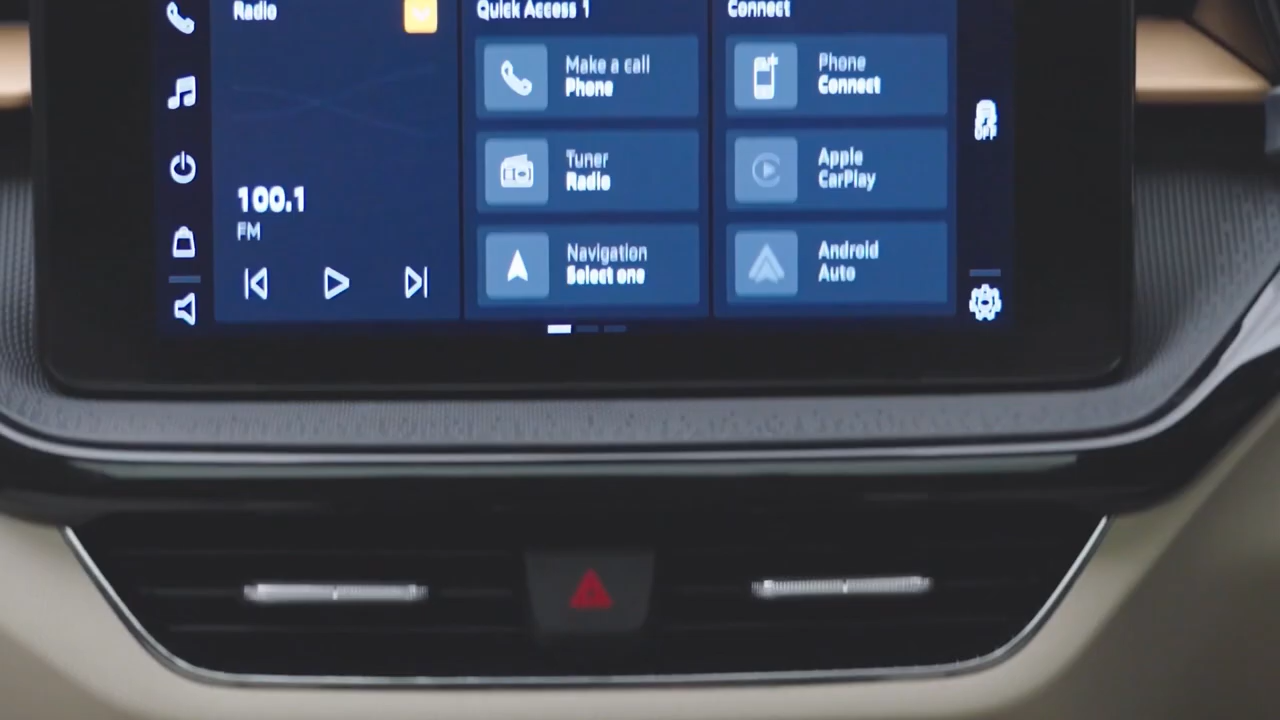 Radio
100.1
FM
Quick Access 1
Make a call
Phone
Tuner
Radio
Navigation
Select one
Connect
Phone
Connect
Apple
CarPlay
Android
Auto
OFF